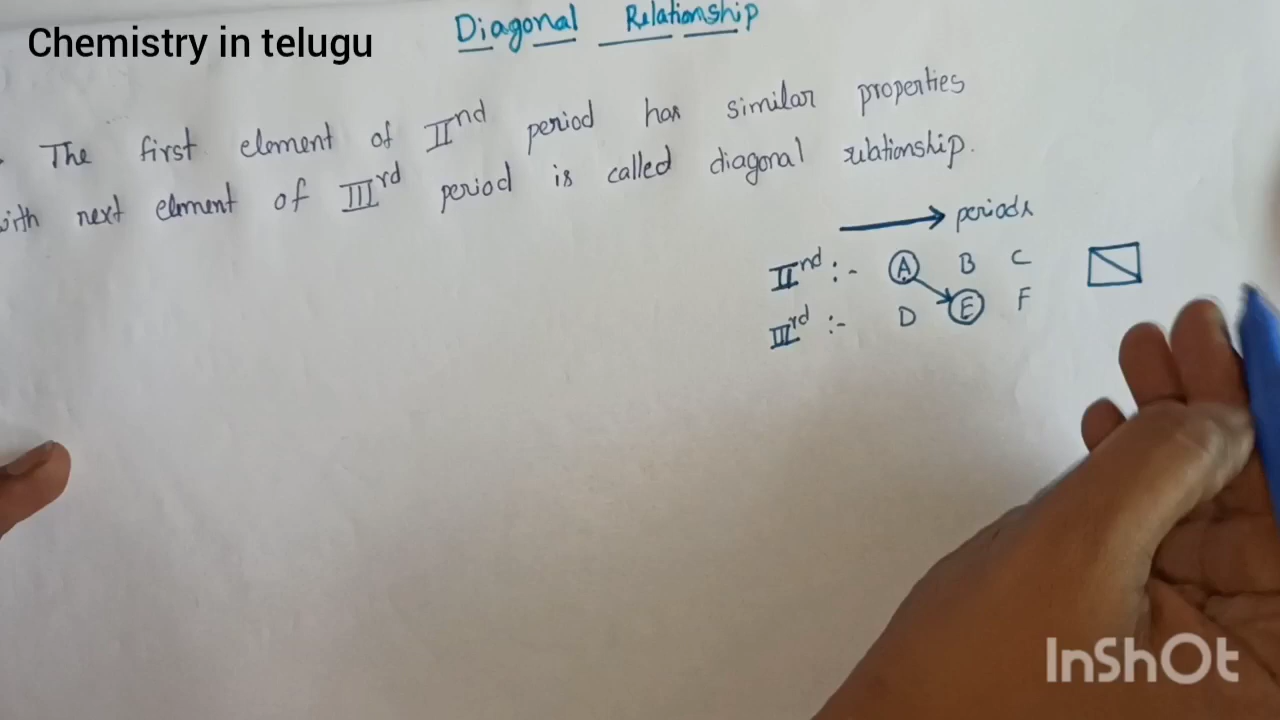 Chemistry in telugu
Diagonal Relationship
The first element of IInd period has similar properties
with next element of IIIrd period is called diagonal relationship.
periods
IInd :- A B C
IIIrd :- D E F
InShOt